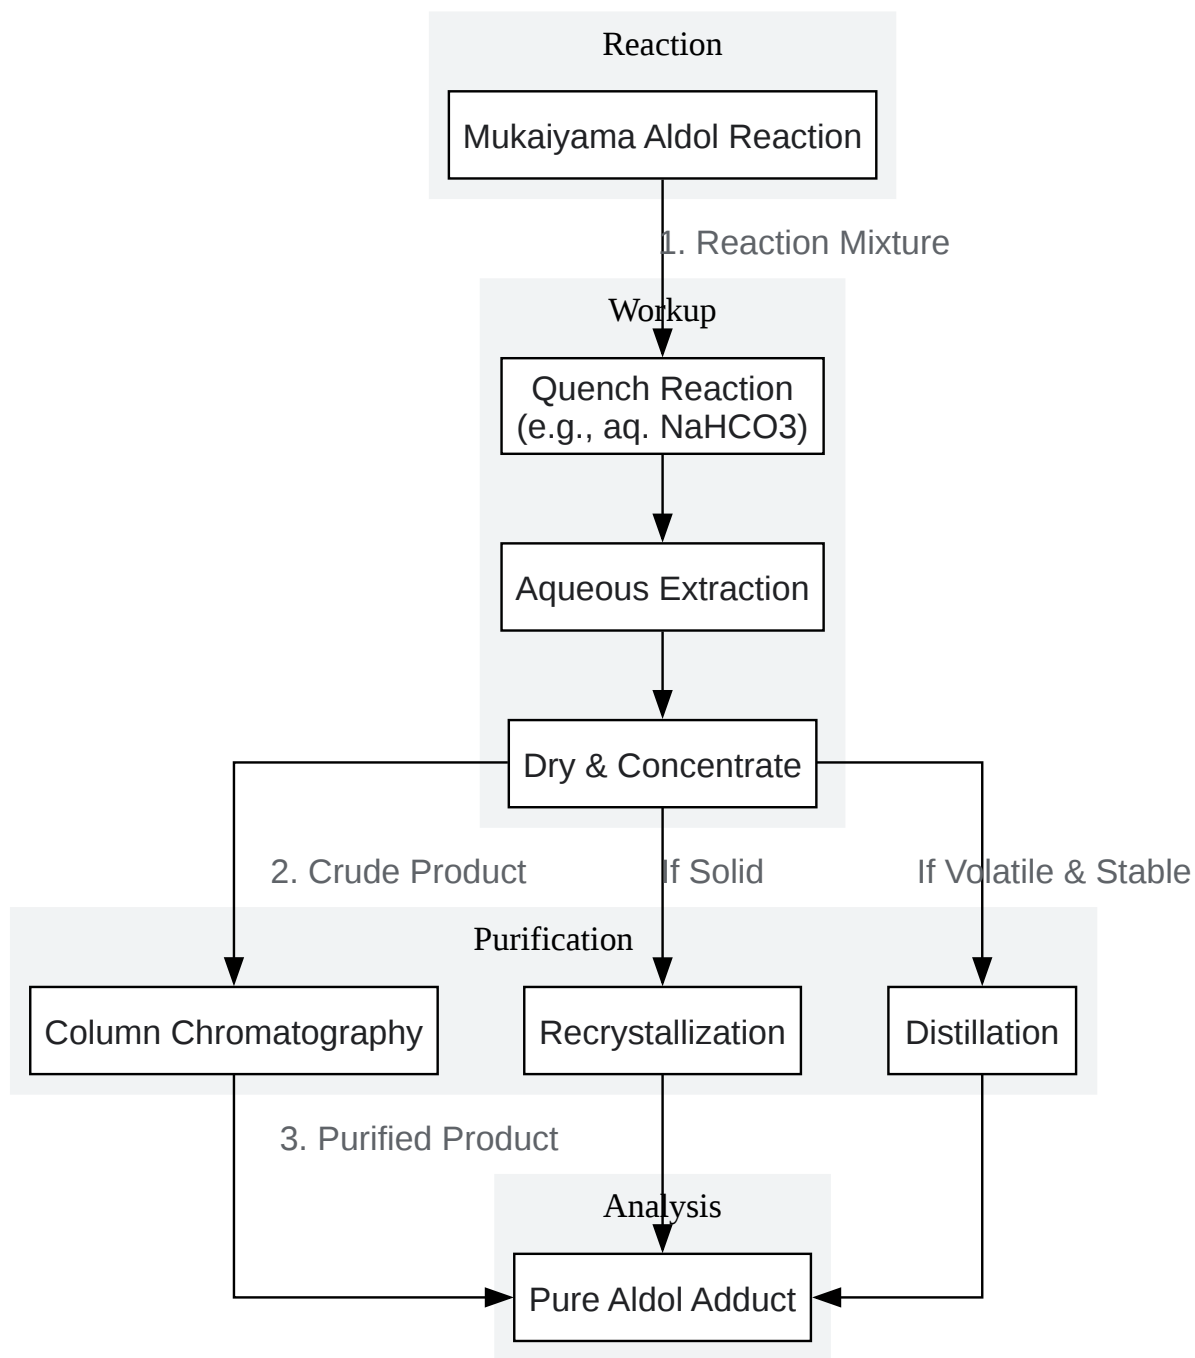 Reaction
Mukaiyama Aldol Reaction
1. Reaction Mixture
Workup
Quench Reaction
(e.g., aq. NaHCO3)
Aqueous Extraction
Dry & Concentrate
2. Crude Product
If Solid
If Volatile & Stable
Purification
Column Chromatography
Recrystallization
Distillation
3. Purified Product
Analysis
Pure Aldol Adduct